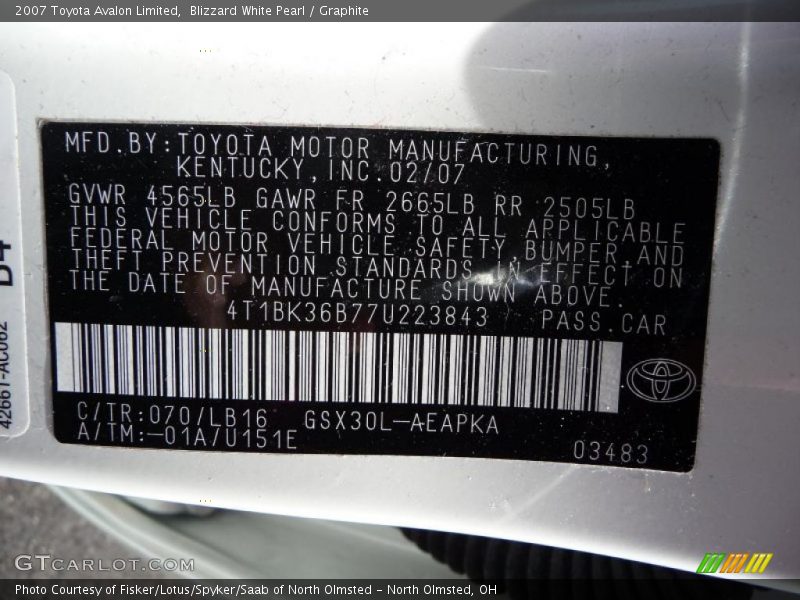 2007 Toyota Avalon Limited, Blizzard White Pearl / Graphite
MFD.BY:TOYOTA MOTOR MANUFACTURING,
KENTUCKY,INC.02/07
GVWR 4565LB GAWR FR 2665LB RR 2505LB
THIS VEHICLE CONFORMS TO ALL APPLICABLE
FEDERAL MOTOR VEHICLE SAFETY,BUMPER,AND
THEFT PREVENTION STANDARDS IN EFFECT ON
THE DATE OF MANUFACTURE SHOWN ABOVE.
4T1BK36B77U223843 PASS.CAR
C/TR:070/LB16 GSX30L-AEAPKA
A/TM:-01A/U151E
03483
42661-AC062
GTCARLOT.COM
Photo Courtesy of Fisker/Lotus/Spyker/Saab of North Olmsted - North Olmsted, OH